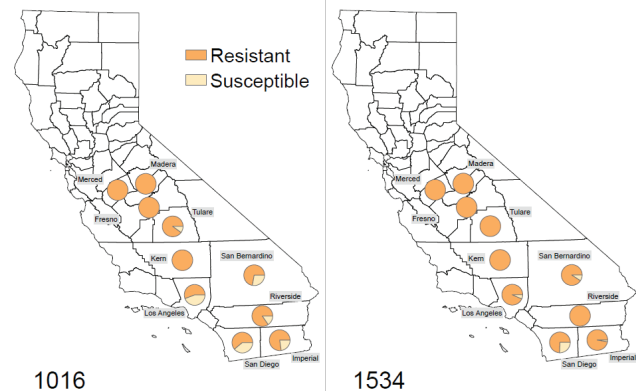 Resistant
Susceptible
Madera
Merced
Fresno
Tulare
Kern
San Bernardino
Riverside
Los Angeles
San Diego
Imperial
1016
Madera
Merced
Fresno
Tulare
Kern
San Bernardino
Riverside
Los Angeles
San Diego
Imperial
1534